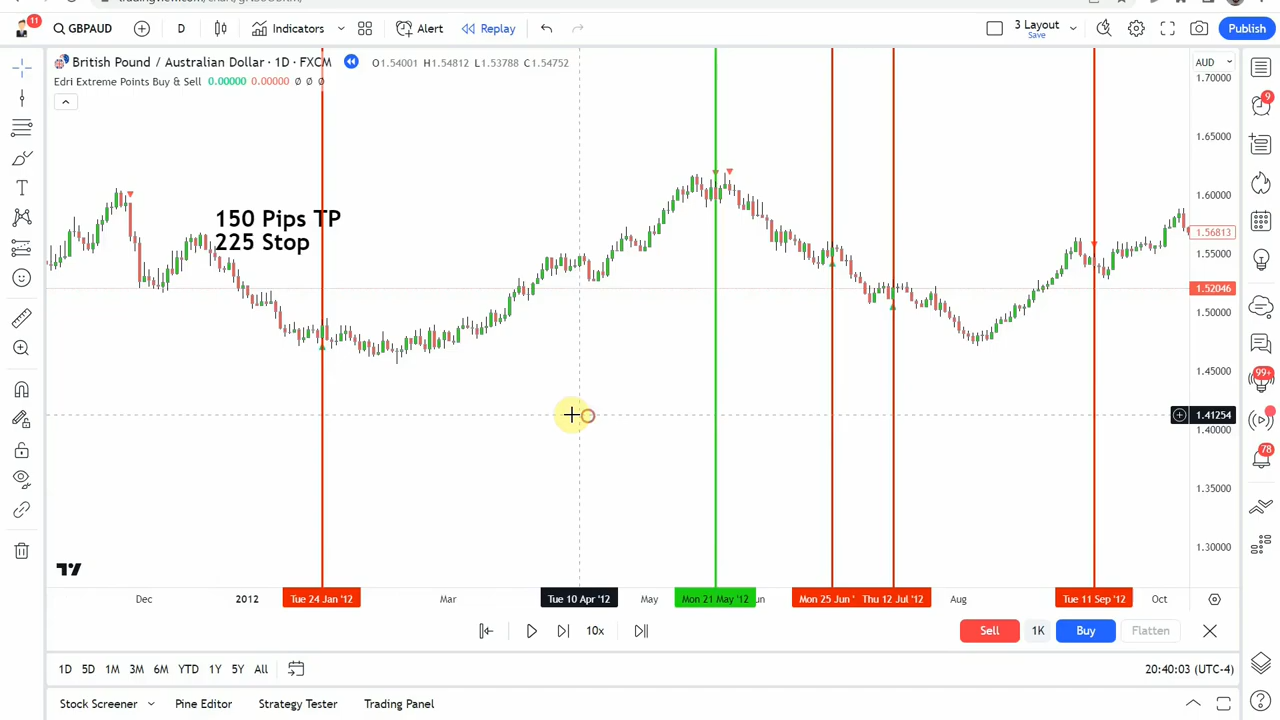 11
GBPAUD
D
Indicators
Alert
Replay
3 Layout
Save
Publish
British Pound / Australian Dollar · 1D · FXCM
O1.54001 H1.54812 L1.53788 C1.54752
AUD
Edri Extreme Points Buy & Sell 0.00000 0.00000 Ø Ø Ø
1.70000
9
1.65000
1.60000
150 Pips TP
225 Stop
1.56813
1.55000
1.52046
1.50000
1.45000
99+
1.41254
1.40000
78
1.35000
1.30000
Dec
2012
Tue 24 Jan '12
Mar
Tue 10 Apr '12
May
Mon 21 May '12
un
Mon 25 Jun '
Thu 12 Jul '12
Aug
Tue 11 Sep '12
Oct
10x
Sell
1K
Buy
Flatten
1D 5D 1M 3M 6M YTD 1Y 5Y All
20:40:03 (UTC-4)
Stock Screener
Pine Editor
Strategy Tester
Trading Panel